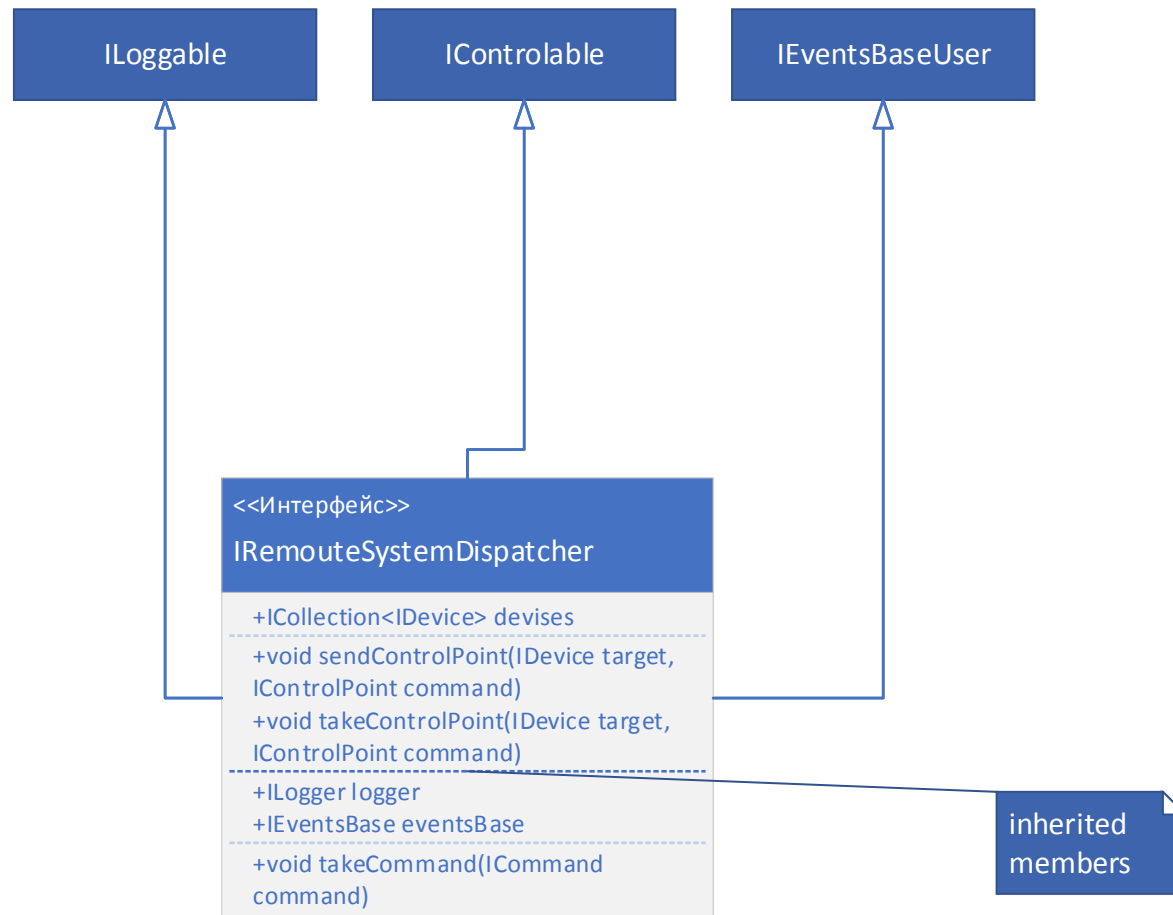 ILoggable
IControlable
IEventsBaseUser
<<Интерфейс>>
IRemouteSystemDispatcher
+ICollection<IDevice> devises
+void sendControlPoint(IDevice target,
IControlPoint command)
+void takeControlPoint(IDevice target,
IControlPoint command)
+ILogger logger
+IEventsBase eventsBase
+void takeCommand(ICommand
command)
inherited
members